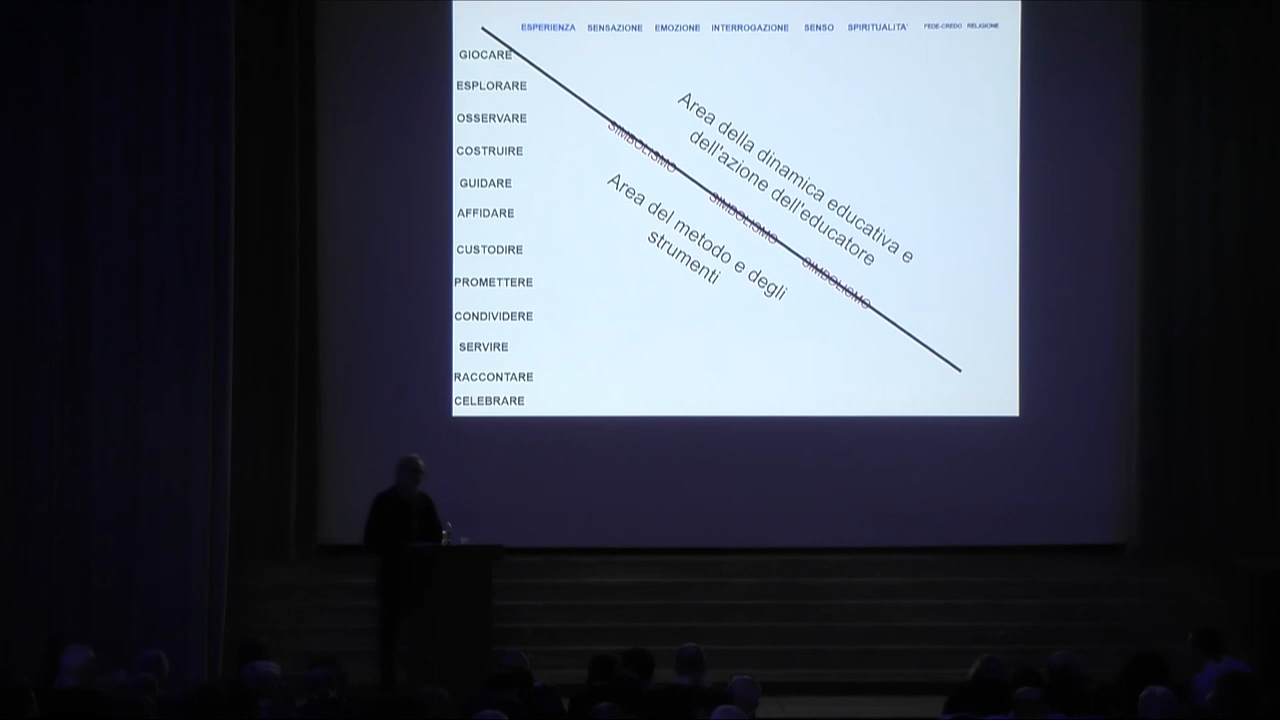 ESPERIENZA SENSAZIONE EMOZIONE INTERROGAZIONE SENSO SPIRITUALITA' FEDE-CREDO RELIGIONE
GIOCARE
ESPLORARE
OSSERVARE
COSTRUIRE
GUIDARE
AFFIDARE
CUSTODIRE
PROMETTERE
CONDIVIDERE
SERVIRE
RACCONTARE
CELEBRARE
Area della dinamica educativa e
dell'azione dell'educatore
SIMBOLISMO
SIMBOLISMO
SIMBOLISMO
Area del metodo e degli
strumenti